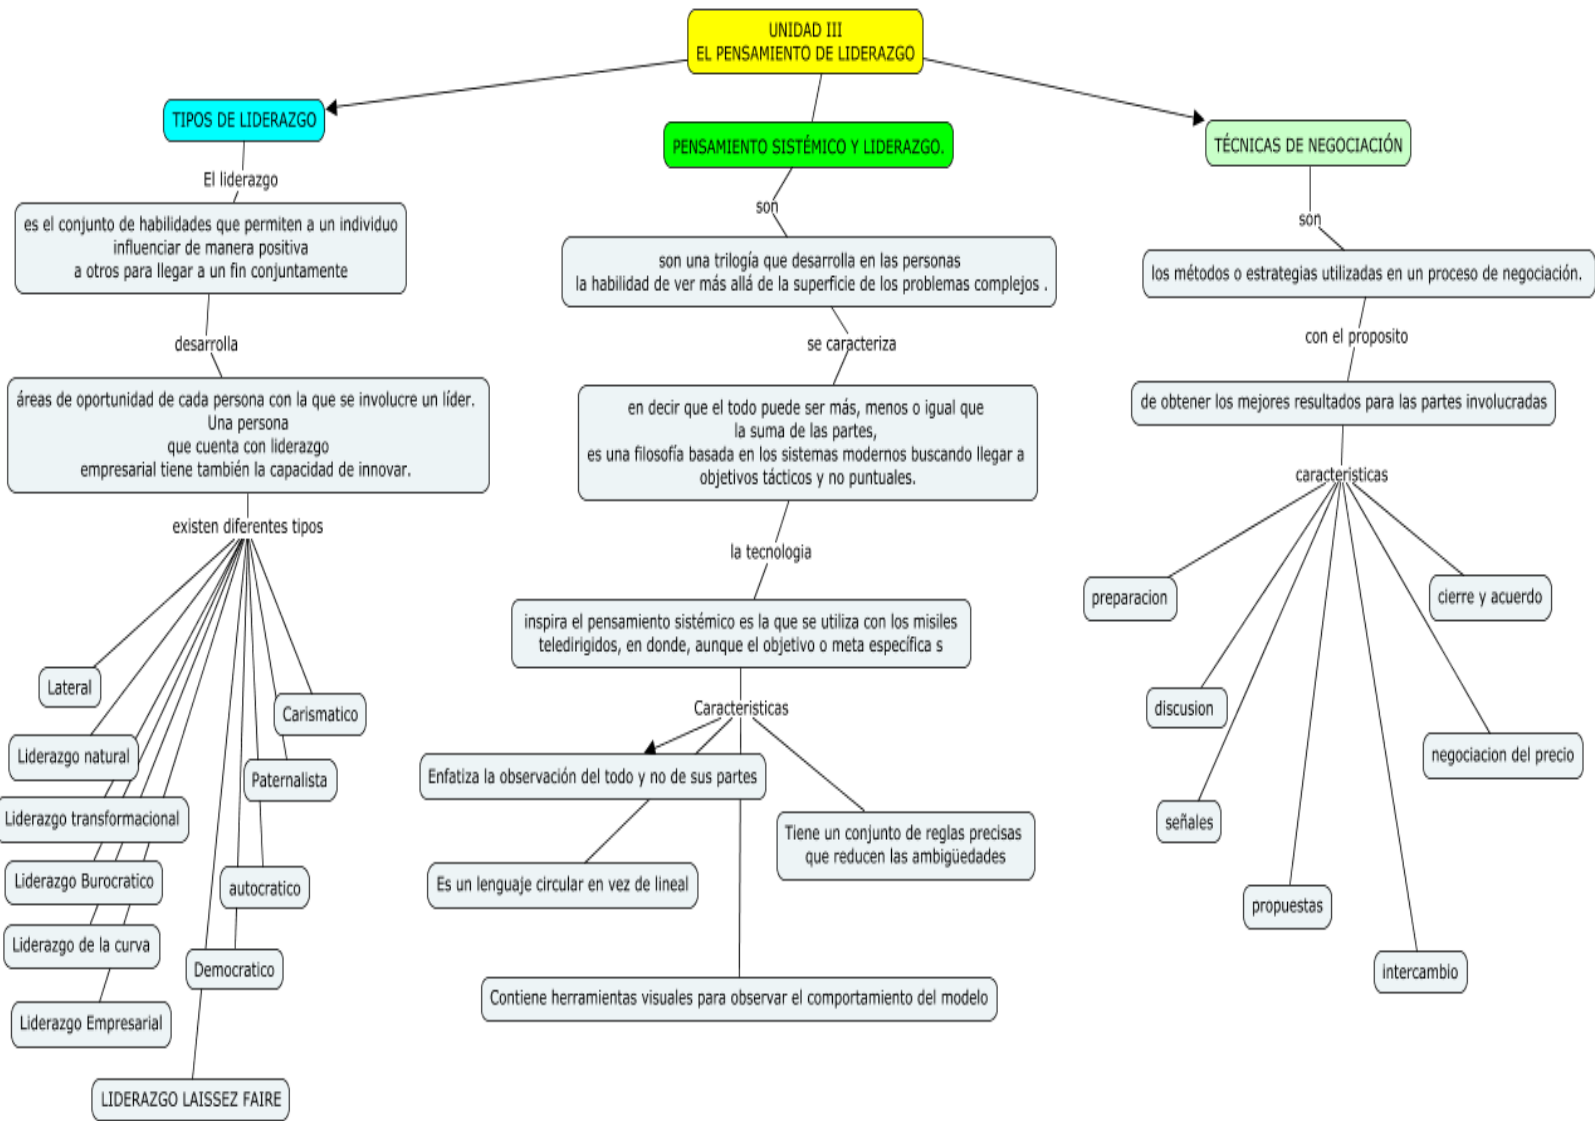 UNIDAD III
EL PENSAMIENTO DE LIDERAZGO
TIPOS DE LIDERAZGO
El liderazgo
es el conjunto de habilidades que permiten a un individuo
influenciar de manera positiva
a otros para llegar a un fin conjuntamente
desarrolla
áreas de oportunidad de cada persona con la que se involucre un líder.
Una persona
que cuenta con liderazgo
empresarial tiene también la capacidad de innovar.
existen diferentes tipos
Lateral
Liderazgo natural
Liderazgo transformacional
Liderazgo Burocratico
Liderazgo de la curva
Liderazgo Empresarial
LIDERAZGO LAISSEZ FAIRE
Democratico
autocratico
Paternalista
Carismatico
PENSAMIENTO SISTÉMICO Y LIDERAZGO.
son
son una trilogía que desarrolla en las personas
la habilidad de ver más allá de la superficie de los problemas complejos .
se caracteriza
en decir que el todo puede ser más, menos o igual que
la suma de las partes,
es una filosofía basada en los sistemas modernos buscando llegar a
objetivos tácticos y no puntuales.
la tecnologia
inspira el pensamiento sistémico es la que se utiliza con los misiles
teledirigidos, en donde, aunque el objetivo o meta específica s
Caracteristicas
Enfatiza la observación del todo y no de sus partes
Es un lenguaje circular en vez de lineal
Contiene herramientas visuales para observar el comportamiento del modelo
Tiene un conjunto de reglas precisas
que reducen las ambigüedades
TÉCNICAS DE NEGOCIACIÓN
son
los métodos o estrategias utilizadas en un proceso de negociación.
con el proposito
de obtener los mejores resultados para las partes involucradas
caracteristicas
preparacion
discusion
señales
propuestas
intercambio
negociacion del precio
cierre y acuerdo